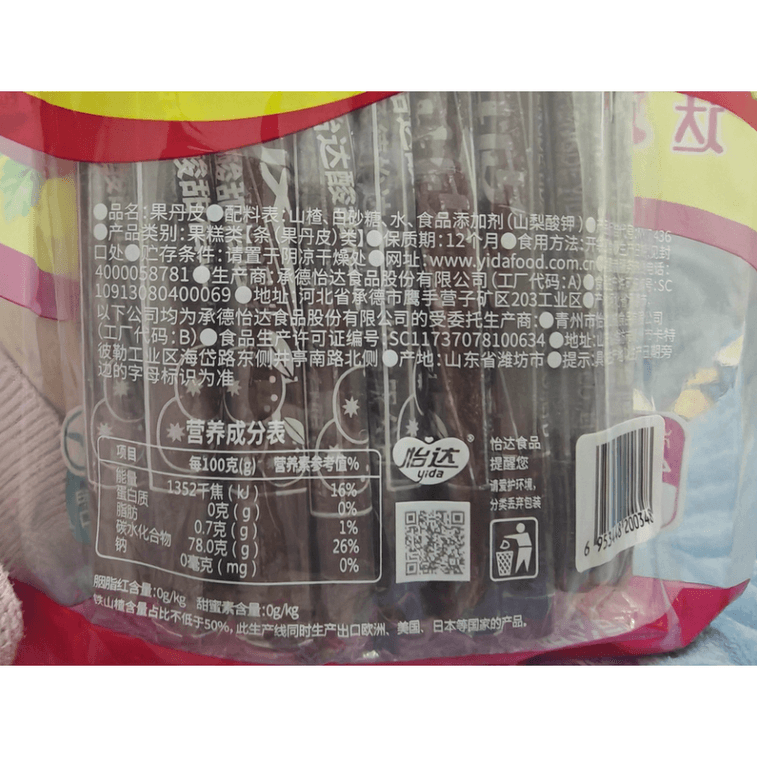 ●品名:果丹皮●配料表:山楂、白砂糖、水、食品添加剂(山梨酸钾)●
●产品类别:果糕类【条(果丹皮)类】●保质期:12个月●食用方法:开
口处●贮存条件:请置于阴凉干燥处●网址:www.yidafood.com.cn
4000058781 ●生产商:承德怡达食品股份有限公司(工厂代码:A)●
10913080400069 ●地址:河北省承德市鹰手营子矿区203工业区●
以下公司均为承德怡达食品股份有限公司的受委托生产商:●青州市怡
(工厂代码:B)●食品生产许可证编号:SC11737078100634 ●地址:
彼勒工业区海岱路东侧井亭南路北侧 ●产地:山东省潍坊市●提示:
边的字母标识为准
营养成分表
项目 每100克(g) 营养素参考值%
能量 1352千焦(kJ) 16%
蛋白质 0克(g) 0%
脂肪 0.7克(g) 1%
碳水化合物 78.0克(g) 26%
钠 0毫克(mg) 0%
胭脂红含量:0g/kg 甜蜜素含量:0g/kg
铁山楂含量占比不低于50%,此生产线同时生产出口欧洲、美国、日本等国家的产品。
怡达
yida
怡达食品
提醒您
请爱护环境,
分类丢弃包装